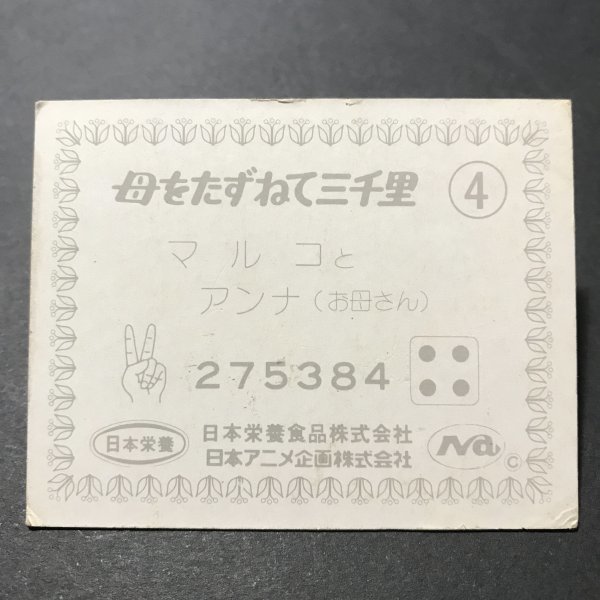 母をたずねて三千里 ④
マルコと
アンナ(お母さん)
275384
日本栄養 日本栄養食品株式会社 Na
日本アニメ企画株式会社 ©